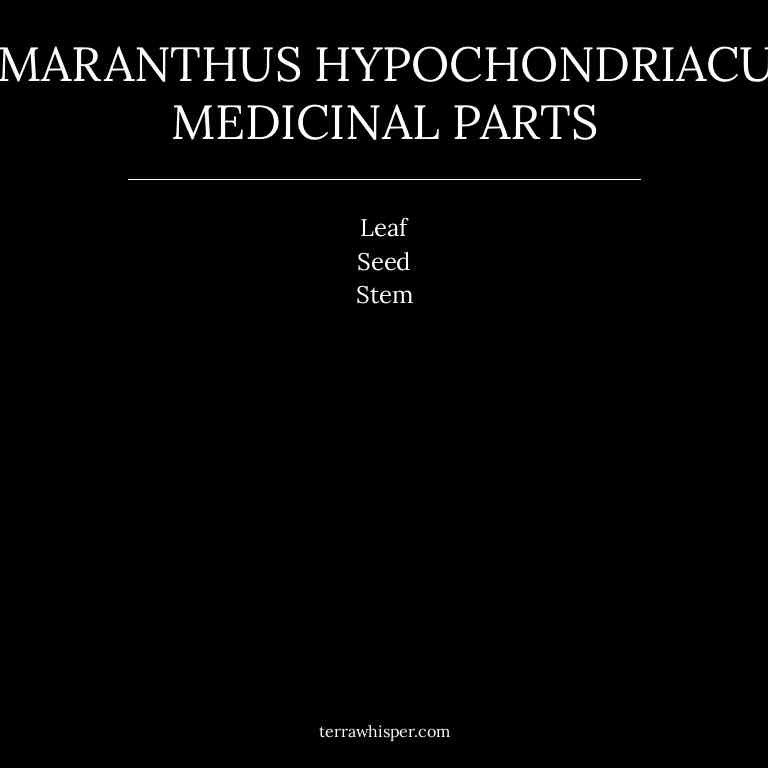 MARANTHUS HYPOCHONDRIACU
MEDICINAL PARTS
Leaf
Seed
Stem
terrawhisper.com